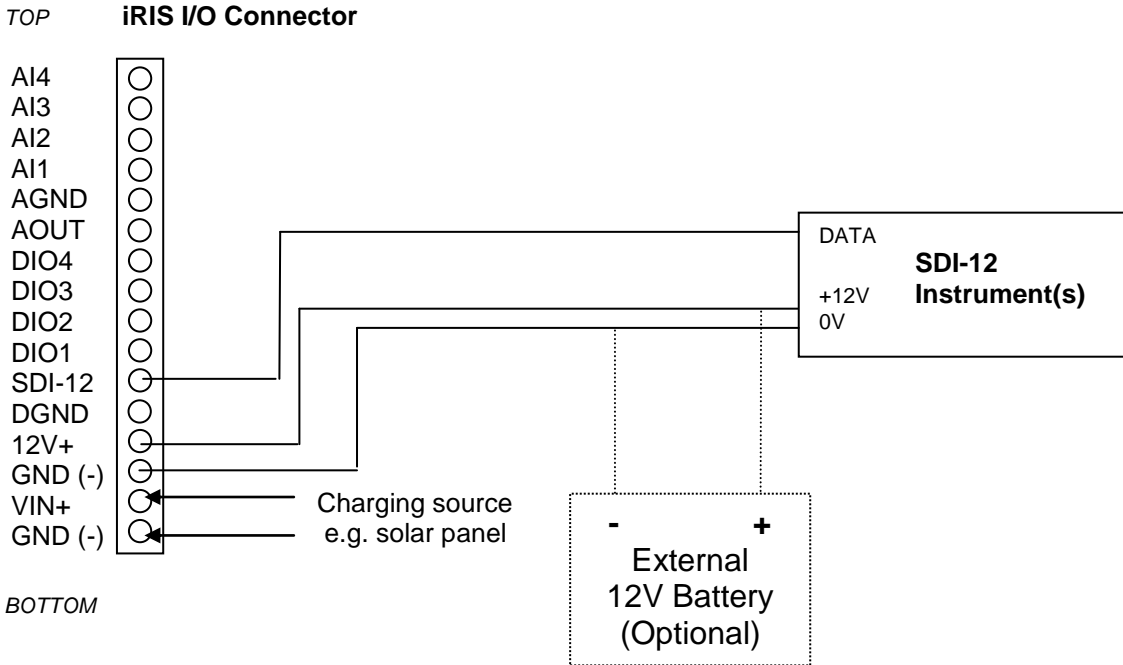 TOP
iRIS I/O Connector
AI4
AI3
AI2
AI1
AGND
AOUT
DIO4
DIO3
DIO2
DIO1
SDI-12
DGND
12V+
GND (-)
VIN+
GND (-)
BOTTOM
Charging source
e.g. solar panel
DATA
+12V
0V
SDI-12
Instrument(s)
- +
External
12V Battery
(Optional)